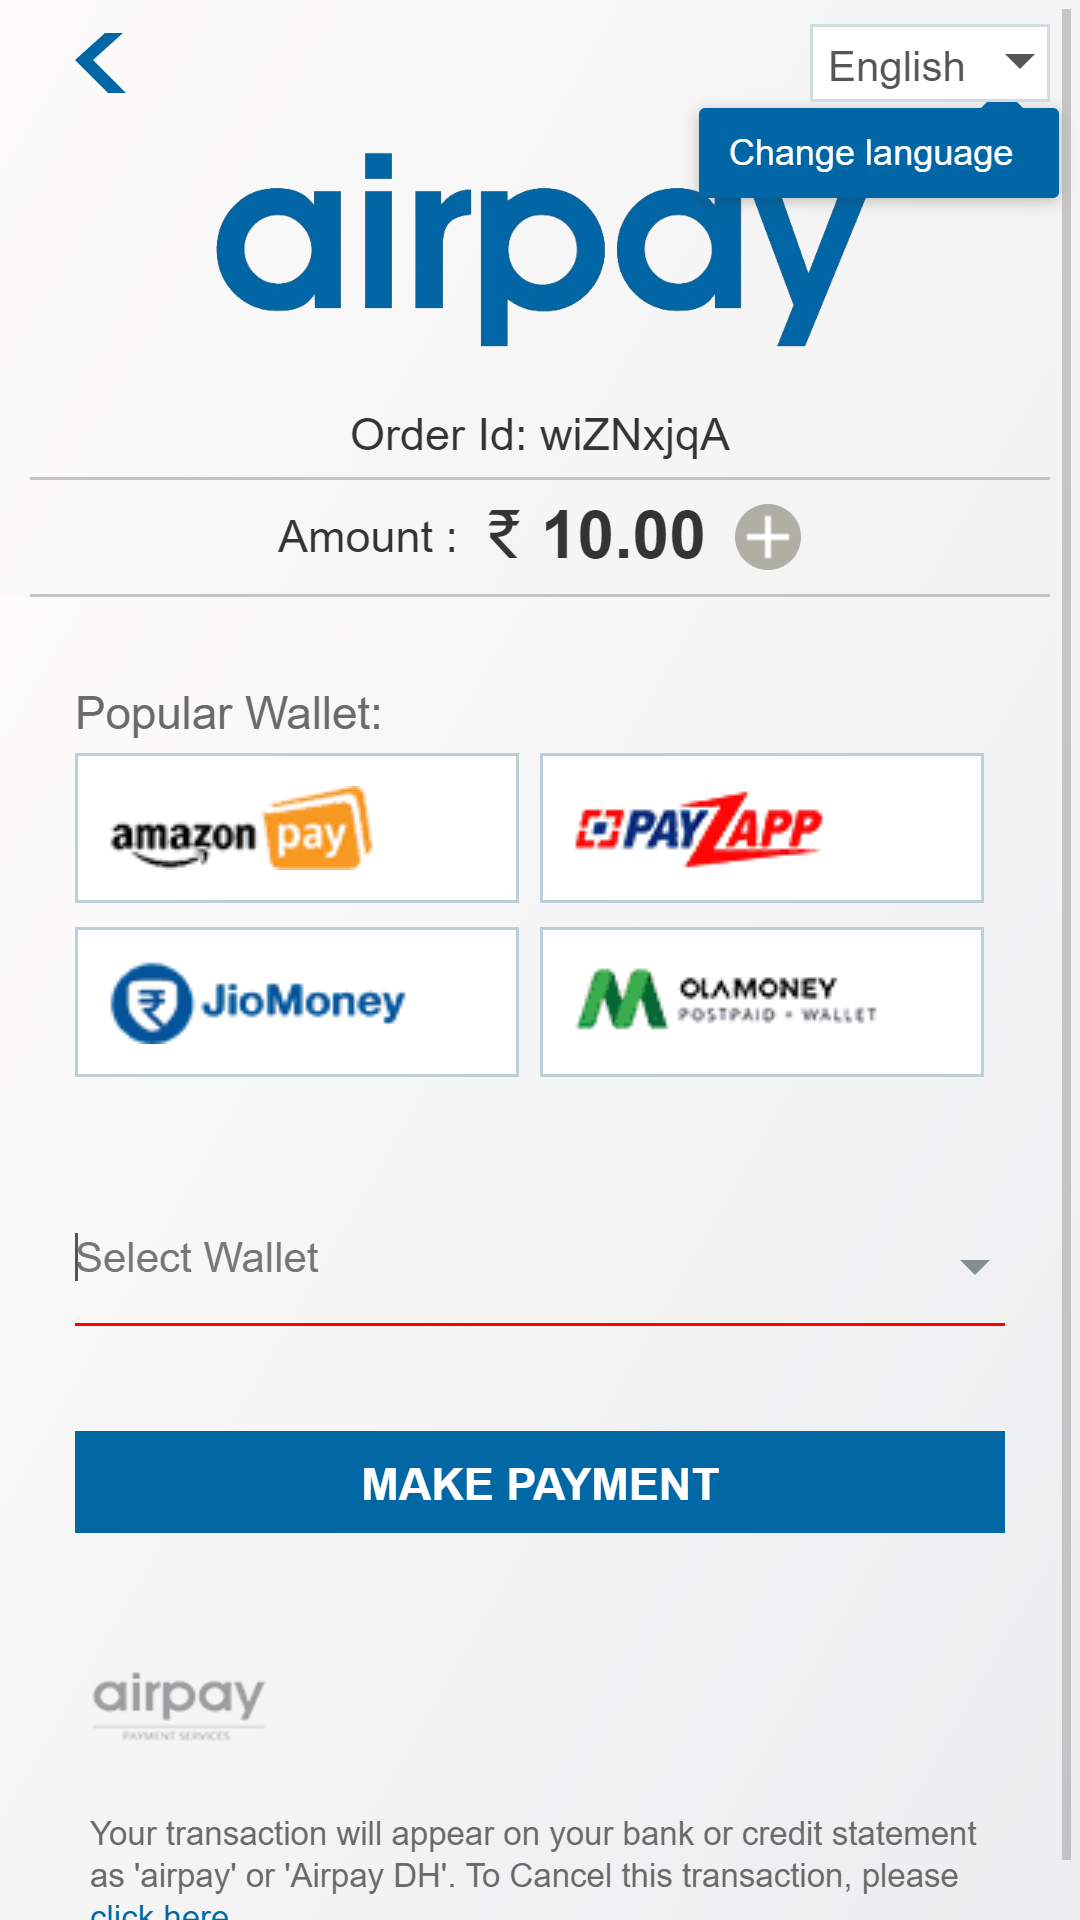 English
Change language
airpay
Order Id: wiZNxjqA
Amount : ₹ 10.00
Popular Wallet:
amazon pay
PAYZAPP
JioMoney
OLAMONEY
POSTPAID + WALLET
Select Wallet
MAKE PAYMENT
airpay
PAYMENT SERVICES
Your transaction will appear on your bank or credit statement
as 'airpay' or 'Airpay DH'. To Cancel this transaction, please
click here